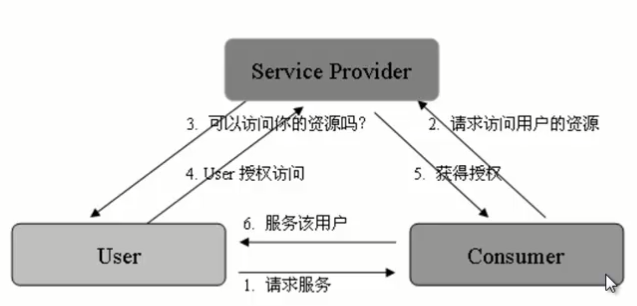 Service Provider
3. 可以访问你的资源吗?
2. 请求访问用户的资源
4. User 授权访问
5. 获得授权
6. 服务该用户
User
Consumer
1. 请求服务